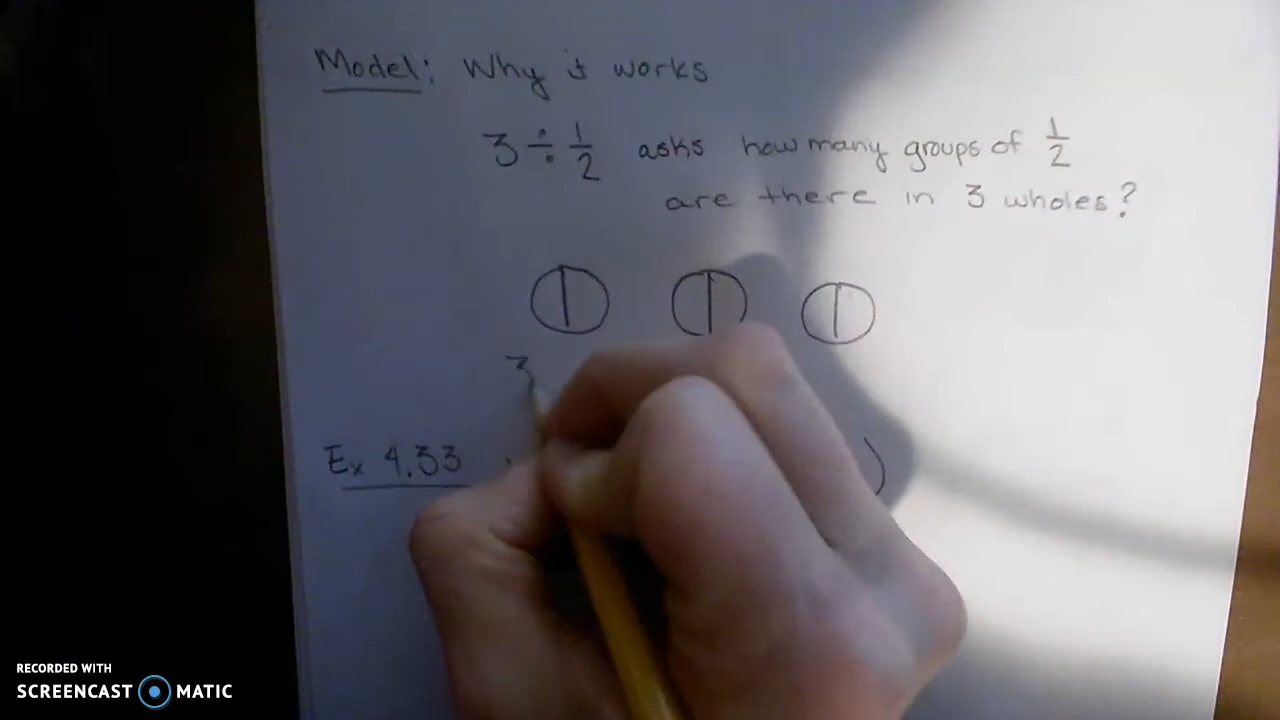 Model: Why it works
3 ÷ 1/2 asks how many groups of 1/2
are there in 3 wholes?
3
Ex 4.33 )
RECORDED WITH
SCREENCAST MATIC